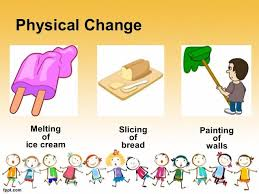 Physical Change
Melting
of
ice cream
Slicing
of
bread
Painting
of
walls
fppt.com